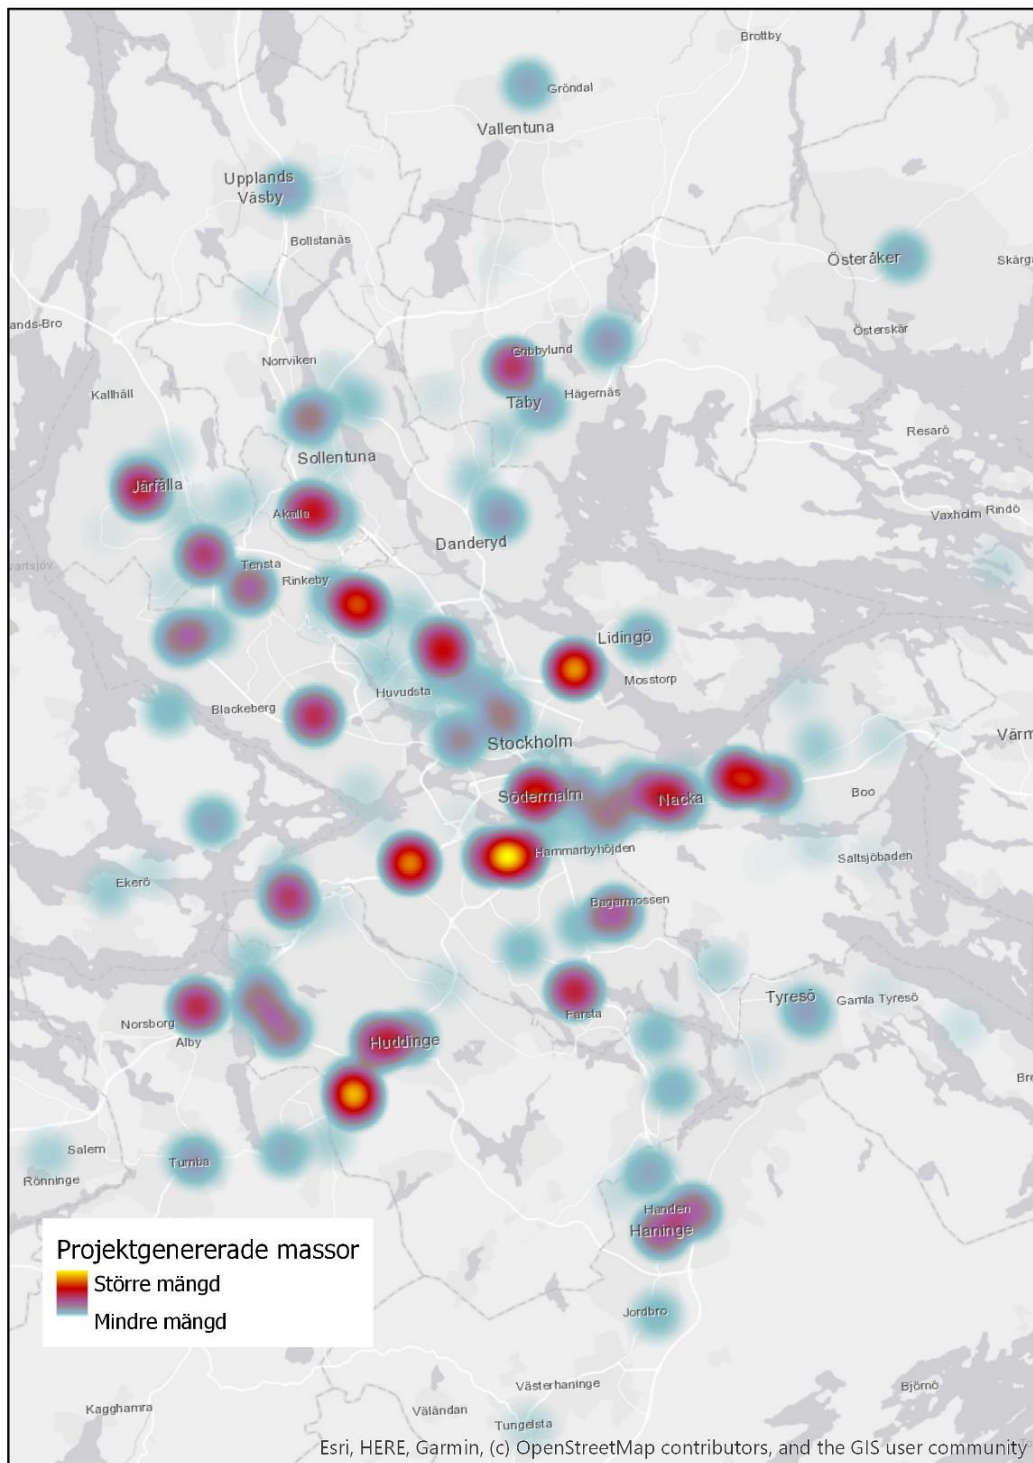 Brottby
Gröndal
Vallentuna
Upplands
Väsby
Bollstanäs
Österåker
Skärg
ands-Bro
Österskär
Norrviken
Gribbylund
Kallhäll
Täby
Hägernäs
Resarö
Sollentuna
Järfälla
Akalla
Vaxholm
Rindö
Danderyd
Tensta
vartsjöv
Rinkeby
Lidingö
Mosstorp
Huvudsta
Blackeberg
Stockholm
Värm
Södermalm
Nacka
Boo
Hammarbyhöjden
Saltsjöbaden
Ekerö
Bagarmossen
Tyresö
Gamla Tyresö
Norsborg
Farsta
Alby
Huddinge
Bre
Salem
Tumba
Rönninge
Handen
Haninge
Projektgenererade massor
Större mängd
Mindre mängd
Jordbro
Västerhaninge
Björnö
Kagghamra
Väländan
Tungelsta
Esri, HERE, Garmin, (c) OpenStreetMap contributors, and the GIS user community